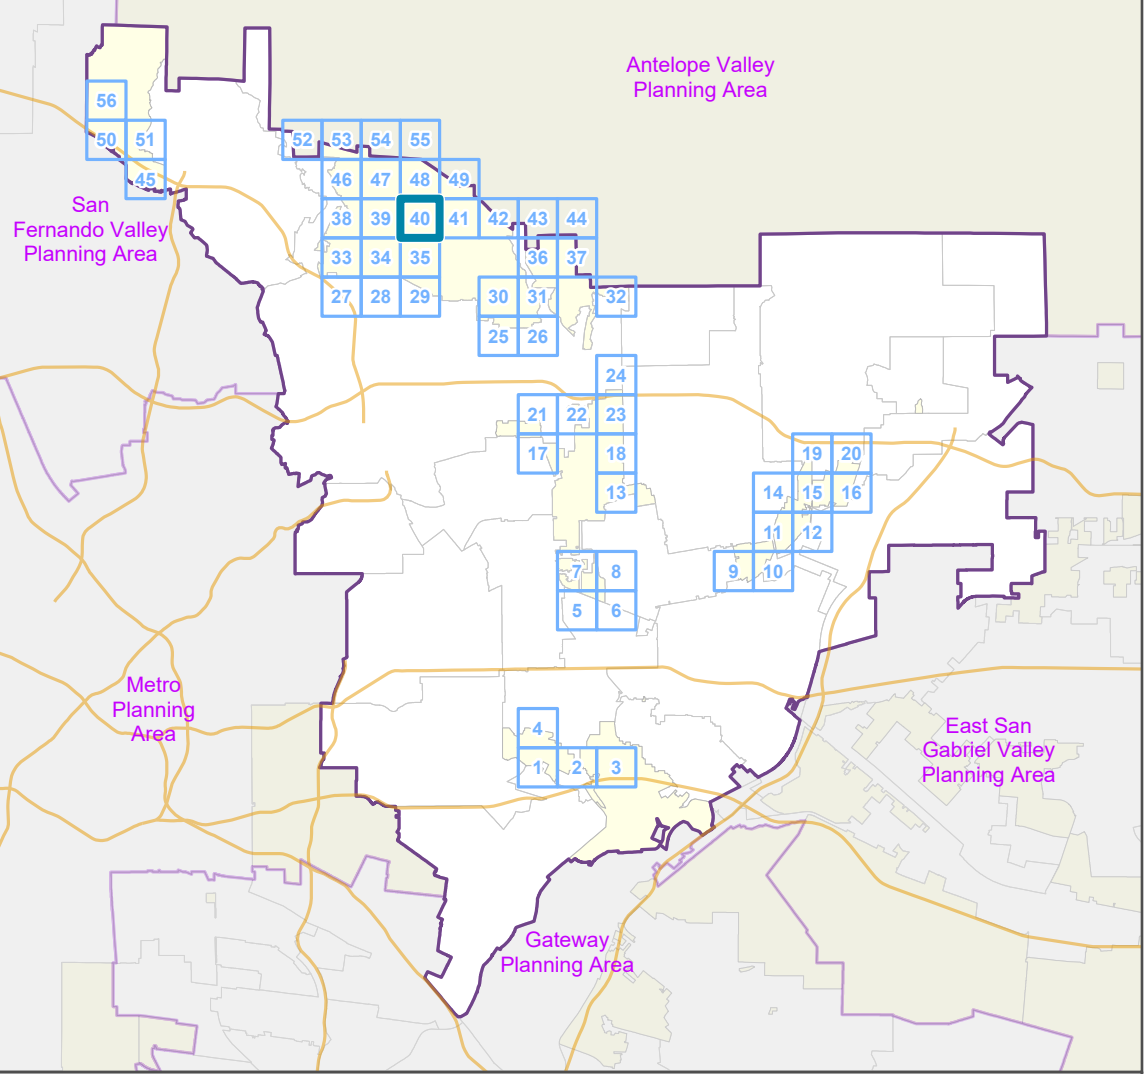 Antelope Valley
Planning Area
56
50 51
52 53 54 55
45
46 47 48 49
San
Fernando Valley
Planning Area
38 39 40 41 42 43 44
33 34 35 36 37
27 28 29 30 31 32
25 26
24
21 22 23
17 18 19 20
13 14 15 16
11 12
7 8 9 10
5 6
Metro
Planning
Area
4
East San
Gabriel Valley
Planning Area
1 2 3
Gateway
Planning Area